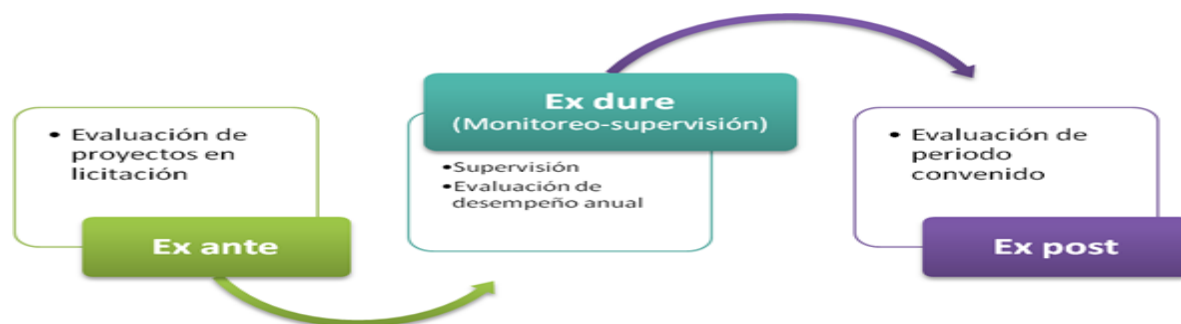 • Evaluación de
proyectos en
licitación
Ex ante
Ex dure
(Monitoreo-supervisión)
•Supervisión
•Evaluación de
desempeño anual
• Evaluación de
periodo
convenido
Ex post